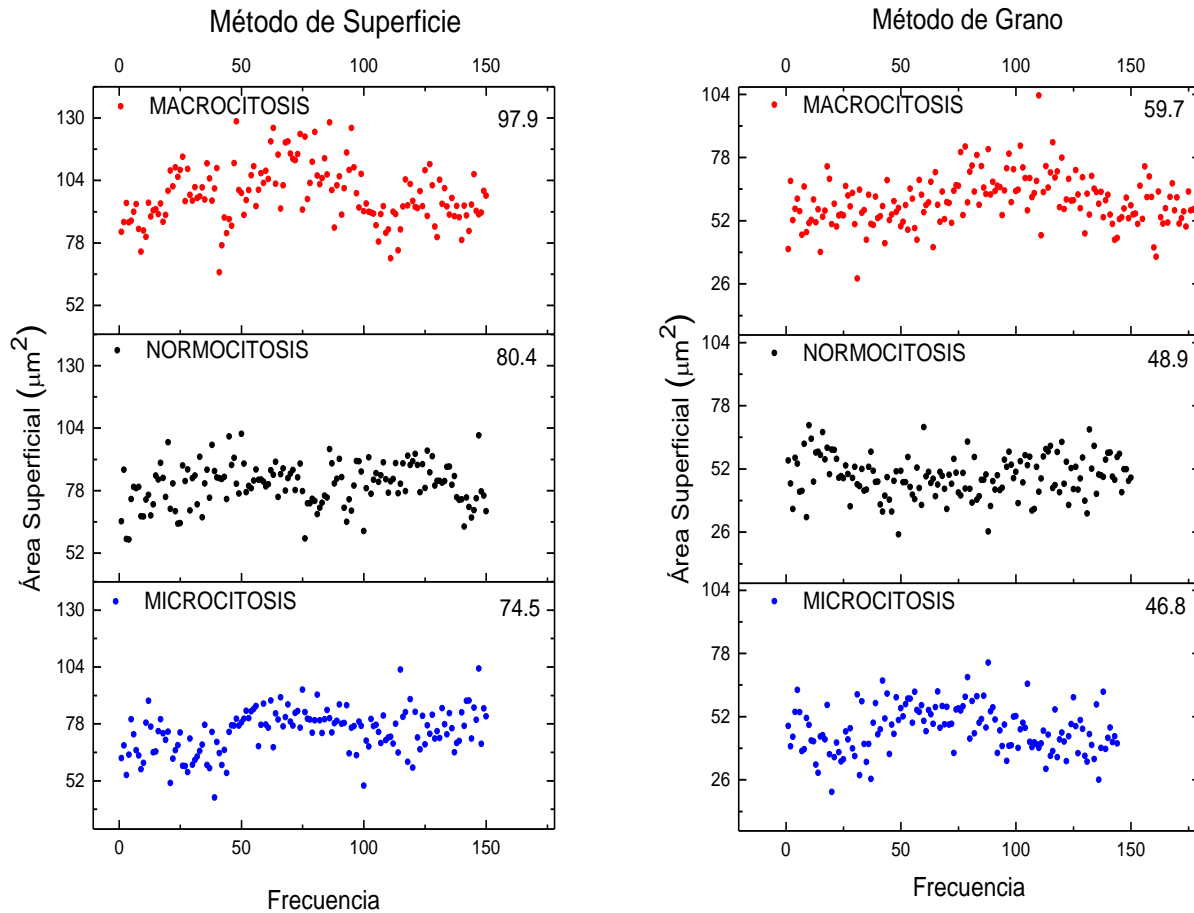 Método de Superficie
0 50 100 150
MACROCITOSIS
97.9
130
104
78
52
NORMOCITOSIS
80.4
130
104
78
52
MICROCITOSIS
74.5
130
104
78
52
0 50 100 150
Frecuencia
Área Superficial (μm²)
Método de Grano
0 50 100 150
MACROCITOSIS
59.7
104
78
52
26
NORMOCITOSIS
48.9
104
78
52
26
MICROCITOSIS
46.8
104
78
52
26
0 50 100 150
Frecuencia
Área Superficial (μm²)